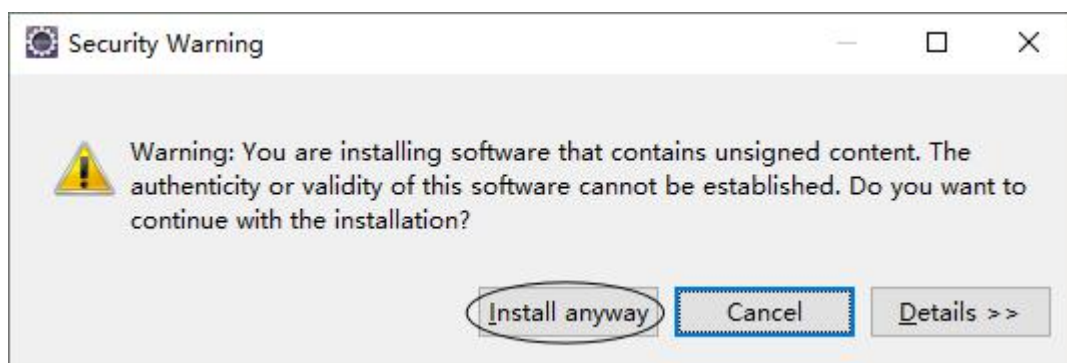 Security Warning
Warning: You are installing software that contains unsigned content. The
authenticity or validity of this software cannot be established. Do you want to
continue with the installation?
Install anyway Cancel Details >>